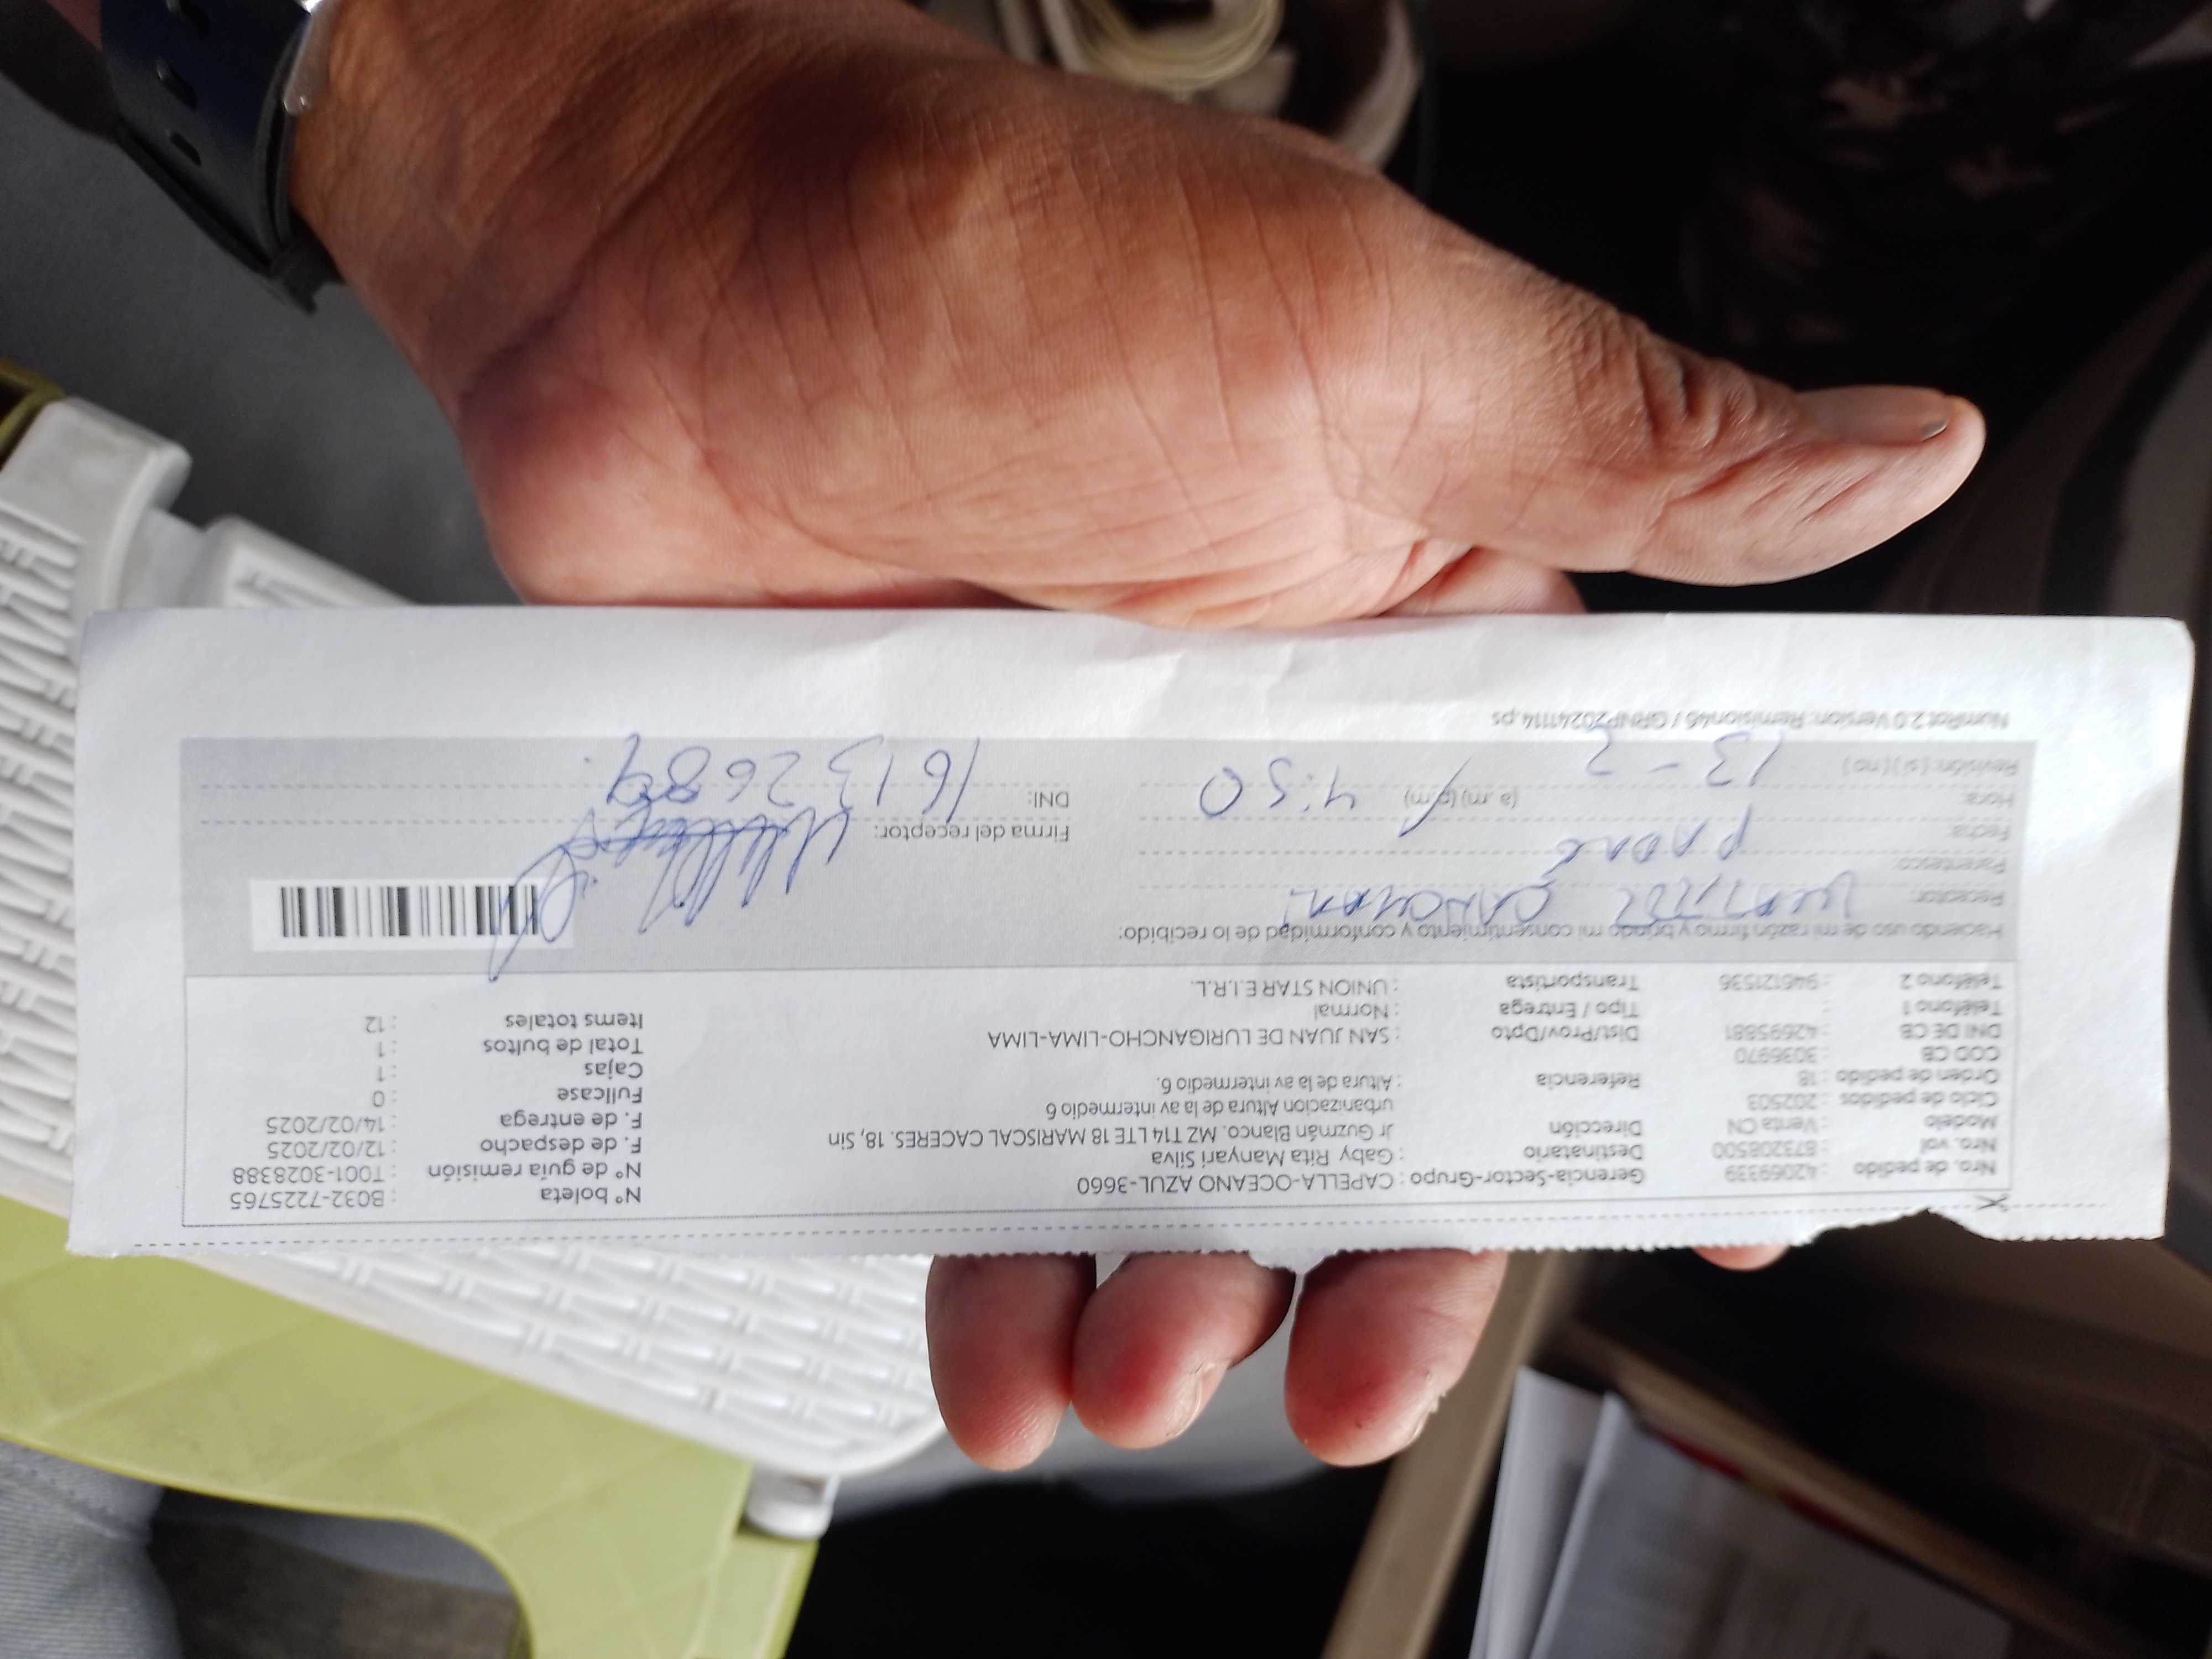 Nro. de pedido : 42069339
Nro. vol : 873208500
Modelo : Venta CN
Ciclo de pedidos : 202503
Orden de pedido : 18
COD CB : 3036970
DNI DE CB : 42695881
Teléfono 1 :
Teléfono 2 : 946121536
Gerencia-Sector-Grupo : CAPELLA-OCEANO AZUL-3660
Destinatario : Gaby Rita Manyari Silva
Dirección Jr Guzmán Blanco. MZ T14 LTE 18 MARISCAL CACERES. 18, Sin
urbanizacion Altura de la av intermedio 6
Referencia : Altura de la av intermedio 6.
Dist/Prov/Dpto : SAN JUAN DE LURIGANCHO-LIMA-LIMA
Tipo / Entrega : Normal
Transportista : UNION STAR E.I.R.L.
N° boleta : B032-7225765
N° de guía remisión : T001-3028388
F. de despacho : 12/02/2025
F. de entrega : 14/02/2025
Fullcase : 0
Cajas : 1
Total de bultos : 1
Items totales : 12
Haciendo uso de mi razón firmo y brindo mi consentimiento y conformidad de lo recibido:
Receptor:
Parentesco:
Fecha: PADRE
Hora: (a.m) (p.m) 4:50
Revisión: (si) (no) 13-2
Firma del receptor:
DNI: 16132689.
NumRot 2.0 Version: Remision46 / GRNP20241114.ps